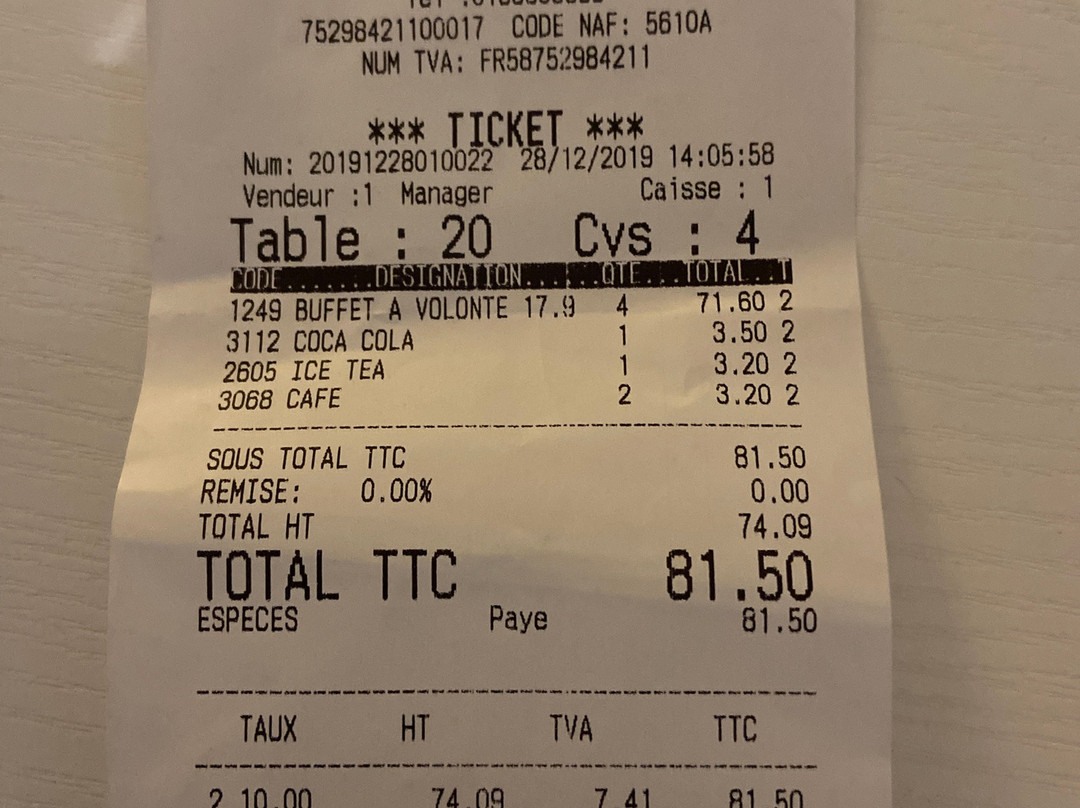 75298421100017 CODE NAF: 5610A
NUM TVA: FR58752984211
*** TICKET ***
Num: 20191228010022 28/12/2019 14:05:58
Vendeur :1 Manager Caisse : 1
Table : 20 Cvs : 4
CODE.......DESIGNATION.......QTE...TOTAL..T
1249 BUFFET A VOLONTE 17.9 4 71.60 2
3112 COCA COLA 1 3.50 2
2605 ICE TEA 1 3.20 2
3068 CAFE 2 3.20 2
SOUS TOTAL TTC 81.50
REMISE: 0.00% 0.00
TOTAL HT 74.09
TOTAL TTC 81.50
ESPECES Paye 81.50
TAUX HT TVA TTC
2 10.00 74.09 7.41 81.50